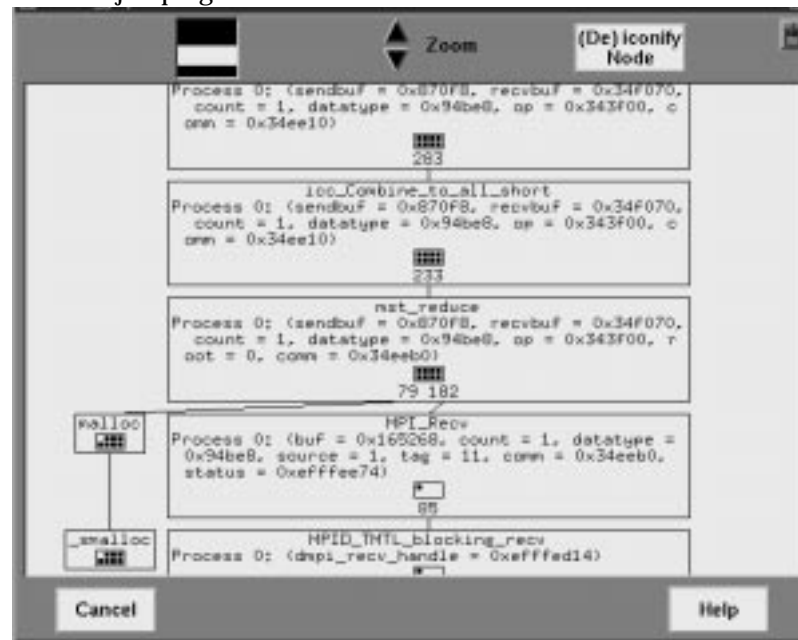 Zoom
(De) iconify
Node
Process 0: (sendbuf = 0x870f8, recvbuf = 0x34f070,
count = 1, datatype = 0x94be8, op = 0x343f00, c
omm = 0x34ee10)
283
icc_Combine_to_all_short
Process 0: (sendbuf = 0x870f8, recvbuf = 0x34f070,
count = 1, datatype = 0x94be8, op = 0x343f00, c
omm = 0x34ee10)
233
mst_reduce
Process 0: (sendbuf = 0x870f8, recvbuf = 0x34f070,
count = 1, datatype = 0x94be8, op = 0x343f00, r
oot = 0, comm = 0x34eeb0)
79 182
malloc
MPI_Recv
Process 0: (buf = 0x165268, count = 1, datatype =
0x94be8, source = 1, tag = 11, comm = 0x34eeb0,
status = 0xefffee74)
85
_smalloc
MPID_THTL_blocking_recv
Process 0: (dmpi_recv_handle = 0xefffed14)
Cancel
Help